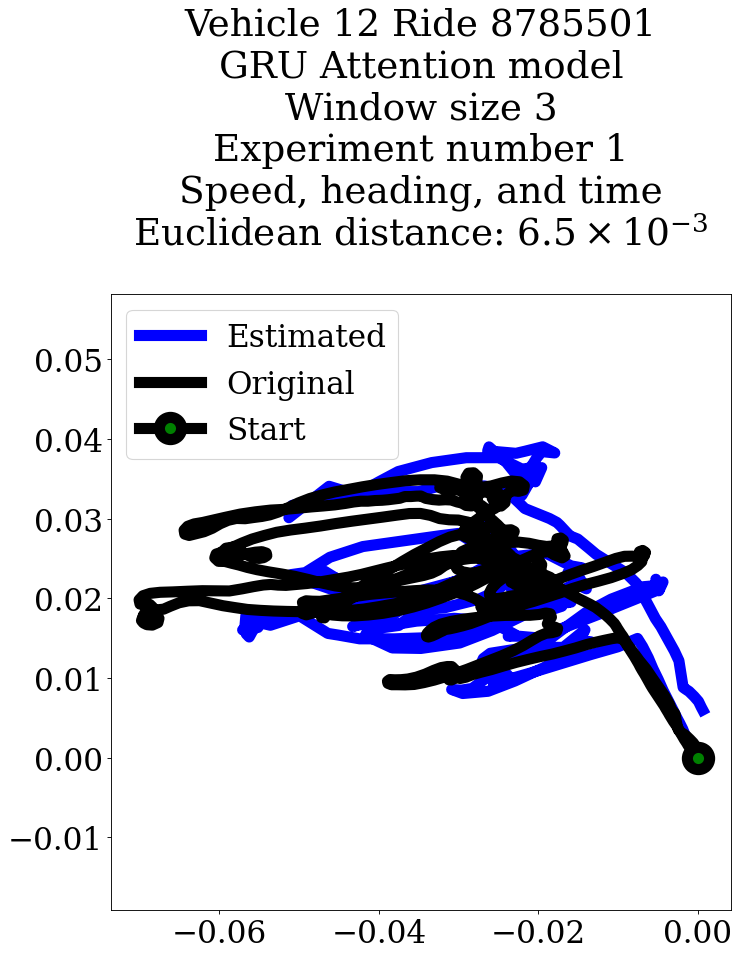 Vehicle 12 Ride 8785501
GRU Attention model
Window size 3
Experiment number 1
Speed, heading, and time
Euclidean distance: 6.5 × 10⁻³
Estimated
Original
Start
0.05
0.04
0.03
0.02
0.01
0.00
−0.01
−0.06
−0.04
−0.02
0.00